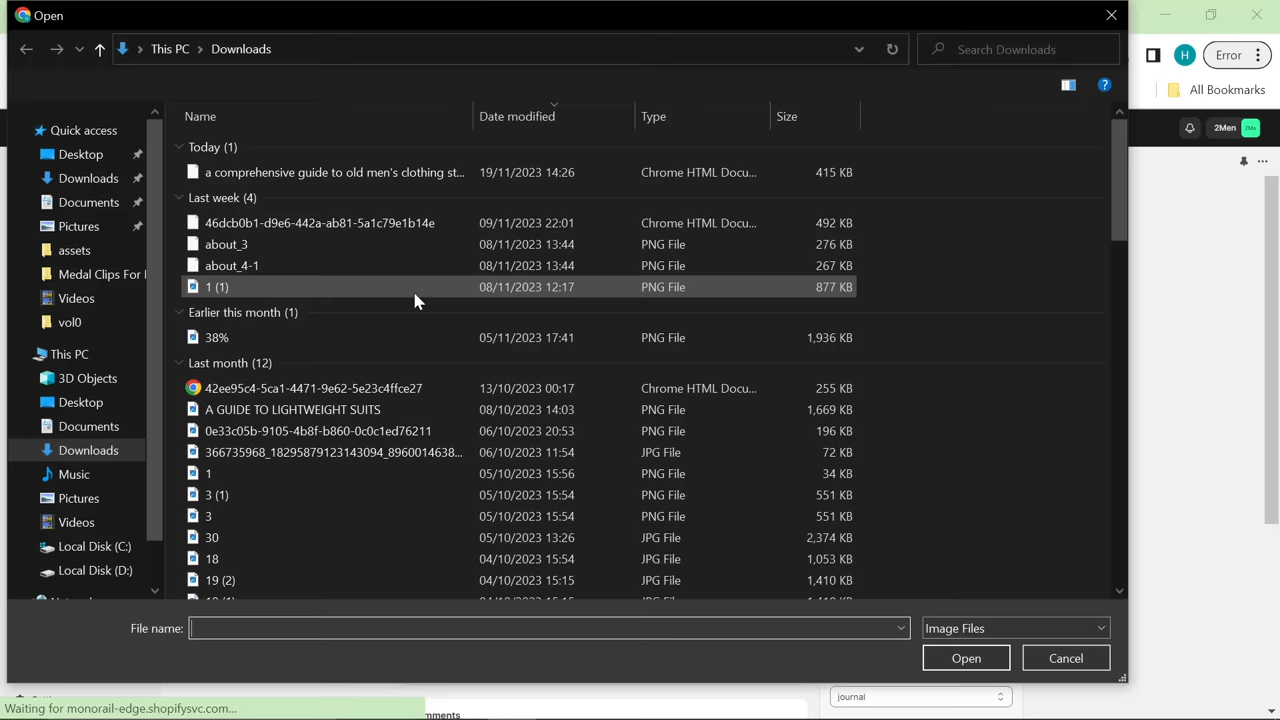 Open
This PC > Downloads
Search Downloads
H
Error
All Bookmarks
2Men
Name Date modified Type Size
Quick access
Desktop
Downloads
Documents
Pictures
assets
Medal Clips For
Videos
vol0
This PC
3D Objects
Desktop
Documents
Downloads
Music
Pictures
Videos
Local Disk (C:)
Local Disk (D:)
Today (1)
a comprehensive guide to old men's clothing st... 19/11/2023 14:26 Chrome HTML Docu... 415 KB
Last week (4)
46dcb0b1-d9e6-442a-ab81-5a1c79e1b14e 09/11/2023 22:01 Chrome HTML Docu... 492 KB
about_3 08/11/2023 13:44 PNG File 276 KB
about_4-1 08/11/2023 13:44 PNG File 267 KB
1 (1) 08/11/2023 12:17 PNG File 877 KB
Earlier this month (1)
38% 05/11/2023 17:41 PNG File 1,936 KB
Last month (12)
42ee95c4-5ca1-4471-9e62-5e23c4ffce27 13/10/2023 00:17 Chrome HTML Docu... 255 KB
A GUIDE TO LIGHTWEIGHT SUITS 08/10/2023 14:03 PNG File 1,669 KB
0e33c05b-9105-4b8f-b860-0c0c1ed76211 06/10/2023 20:53 PNG File 196 KB
366735968_18295879123143094_8960014638... 06/10/2023 11:54 JPG File 72 KB
1 05/10/2023 15:56 PNG File 34 KB
3 (1) 05/10/2023 15:54 PNG File 551 KB
3 05/10/2023 15:54 PNG File 551 KB
30 05/10/2023 13:26 JPG File 2,374 KB
18 04/10/2023 15:54 JPG File 1,053 KB
19 (2) 04/10/2023 15:15 JPG File 1,410 KB
File name:
Image Files
Open Cancel
journal
Waiting for monorail-edge.shopifysvc.com...
mments